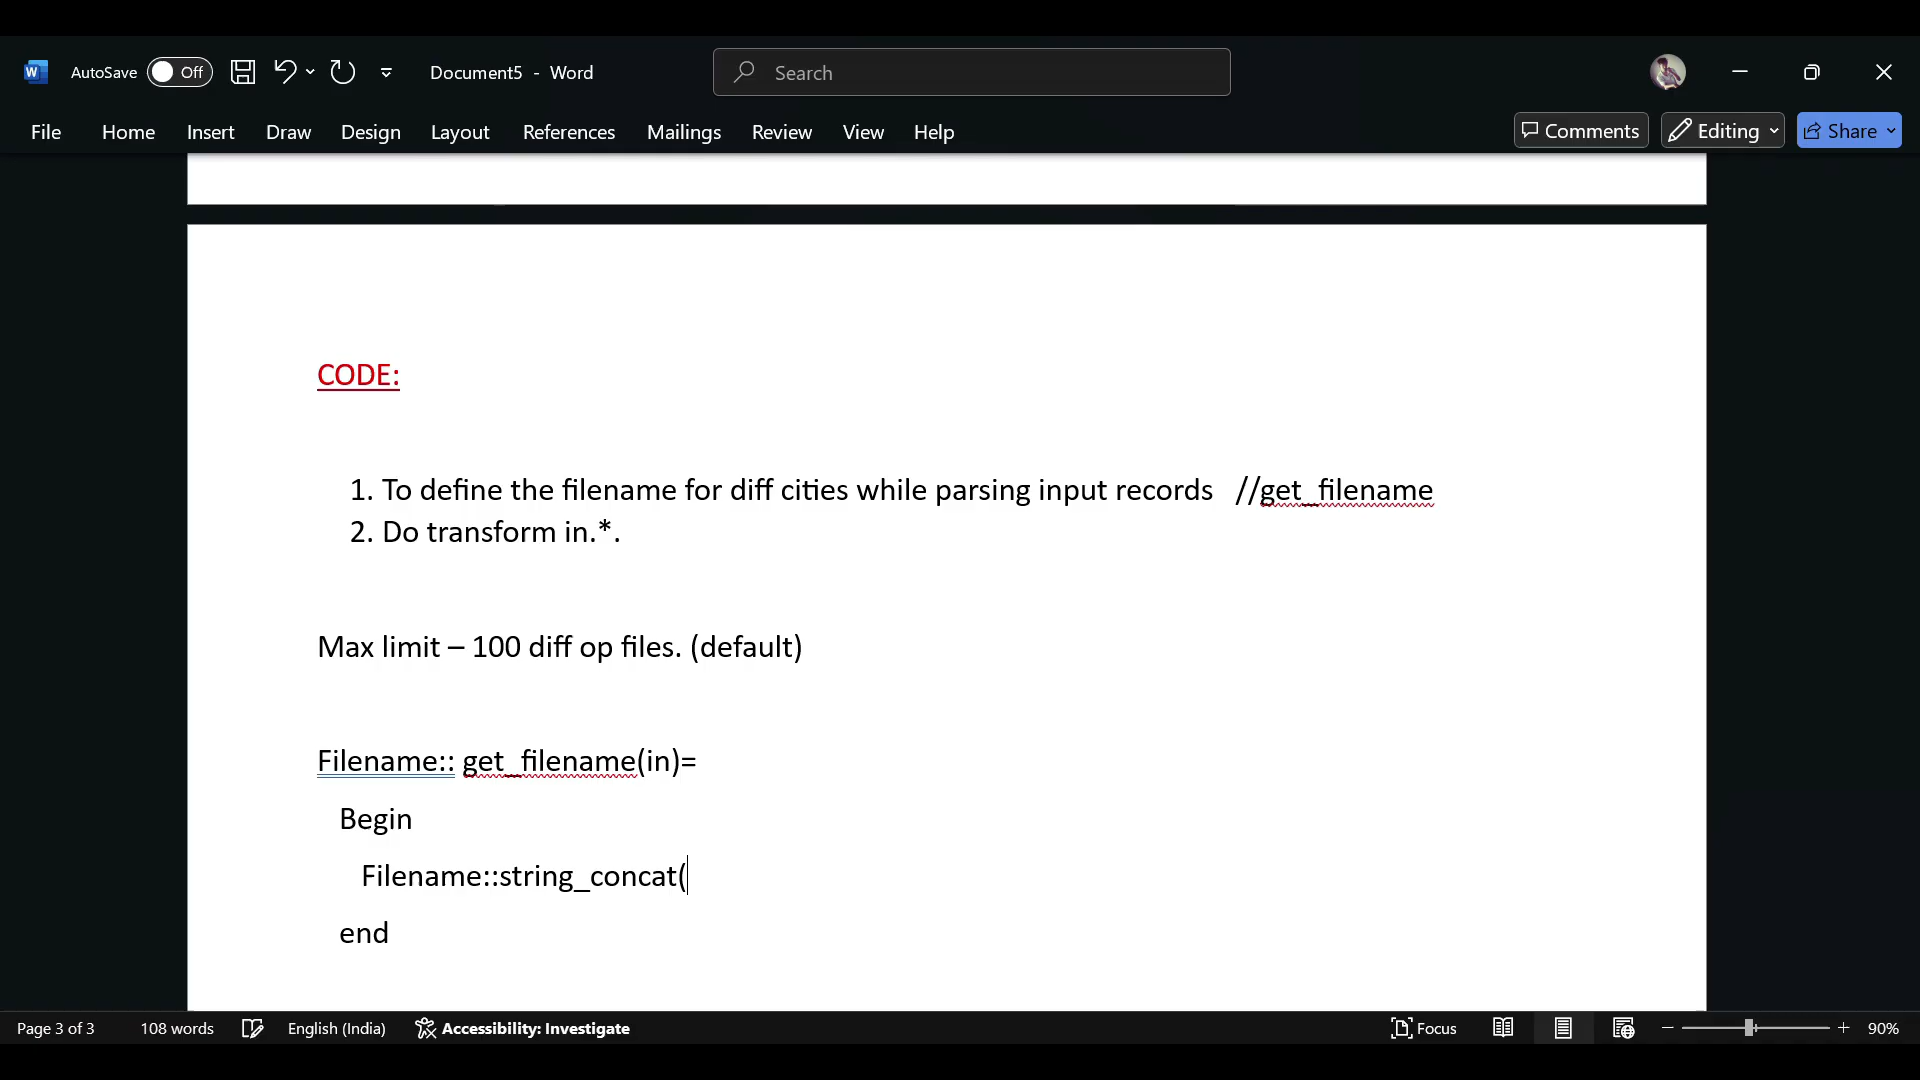 AutoSave Off Document5 - Word Search
File Home Insert Draw Design Layout References Mailings Review View Help Comments Editing Share
CODE:
1. To define the filename for diff cities while parsing input records //get_filename
2. Do transform in.*.
Max limit – 100 diff op files. (default)
Filename:: get_filename(in)=
Begin
Filename::string_concat(
end
Page 3 of 3 108 words English (India) Accessibility: Investigate Focus 90%